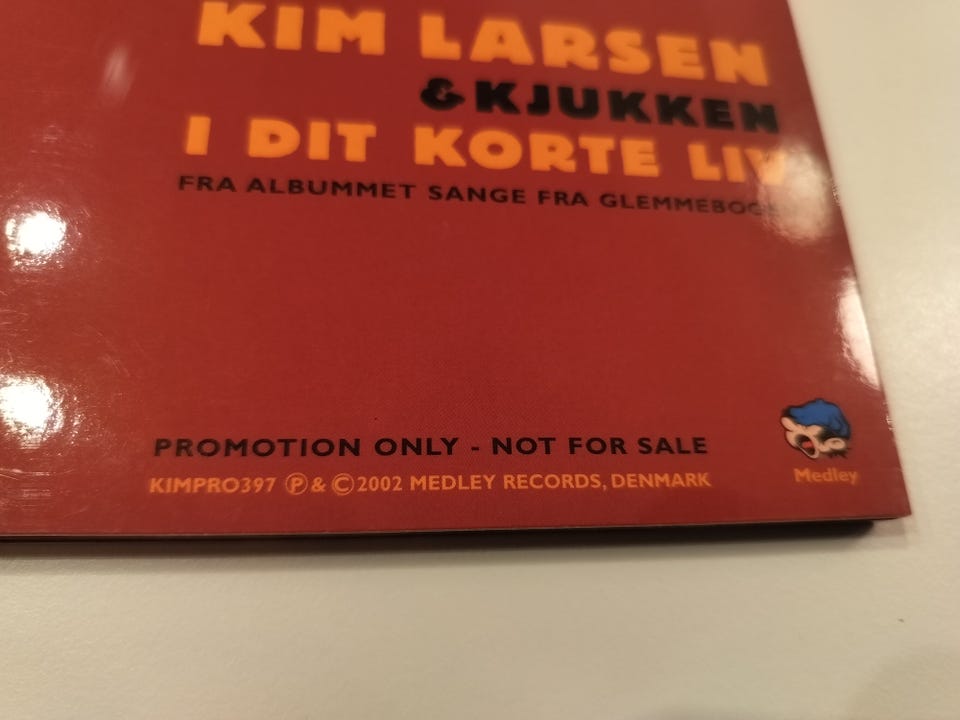 KIM LARSEN
& KJUKKEN
I DIT KORTE LIV
FRA ALBUMMET SANGE FRA GLEMMEBOGEN
PROMOTION ONLY - NOT FOR SALE
KIMPRO397 ℗ & © 2002 MEDLEY RECORDS, DENMARK
Medley